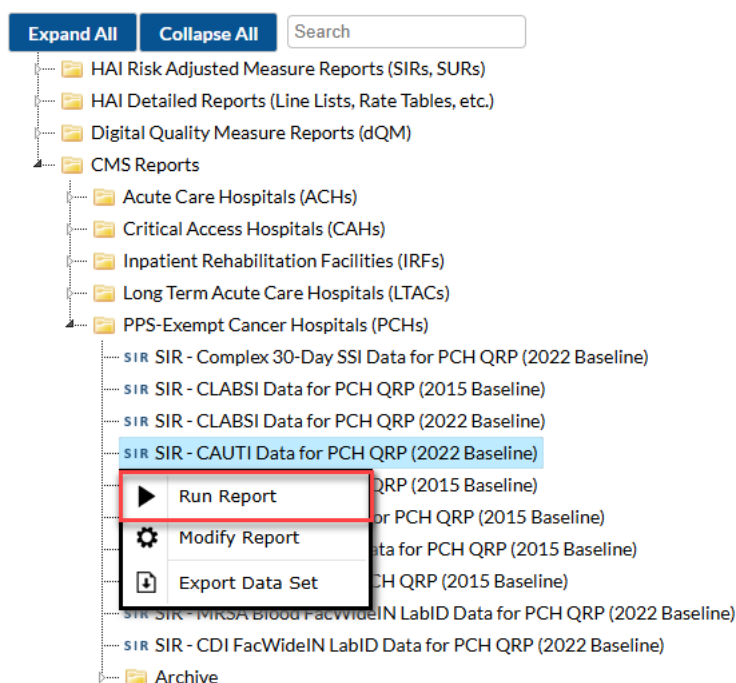 Expand All Collapse All Search
HAI Risk Adjusted Measure Reports (SIRs, SURs)
HAI Detailed Reports (Line Lists, Rate Tables, etc.)
Digital Quality Measure Reports (dQM)
CMS Reports
Acute Care Hospitals (ACHs)
Critical Access Hospitals (CAHs)
Inpatient Rehabilitation Facilities (IRFs)
Long Term Acute Care Hospitals (LTACs)
PPS-Exempt Cancer Hospitals (PCHs)
SIR SIR - Complex 30-Day SSI Data for PCH QRP (2022 Baseline)
SIR SIR - CLABSI Data for PCH QRP (2015 Baseline)
SIR SIR - CLABSI Data for PCH QRP (2022 Baseline)
SIR SIR - CAUTI Data for PCH QRP (2022 Baseline)
QRP (2015 Baseline)
Run Report
or PCH QRP (2015 Baseline)
Modify Report
ata for PCH QRP (2015 Baseline)
Export Data Set
CH QRP (2015 Baseline)
SIR SIR - MRSA Blood FacWideIN LabID Data for PCH QRP (2022 Baseline)
SIR SIR - CDI FacWideIN LabID Data for PCH QRP (2022 Baseline)
Archive